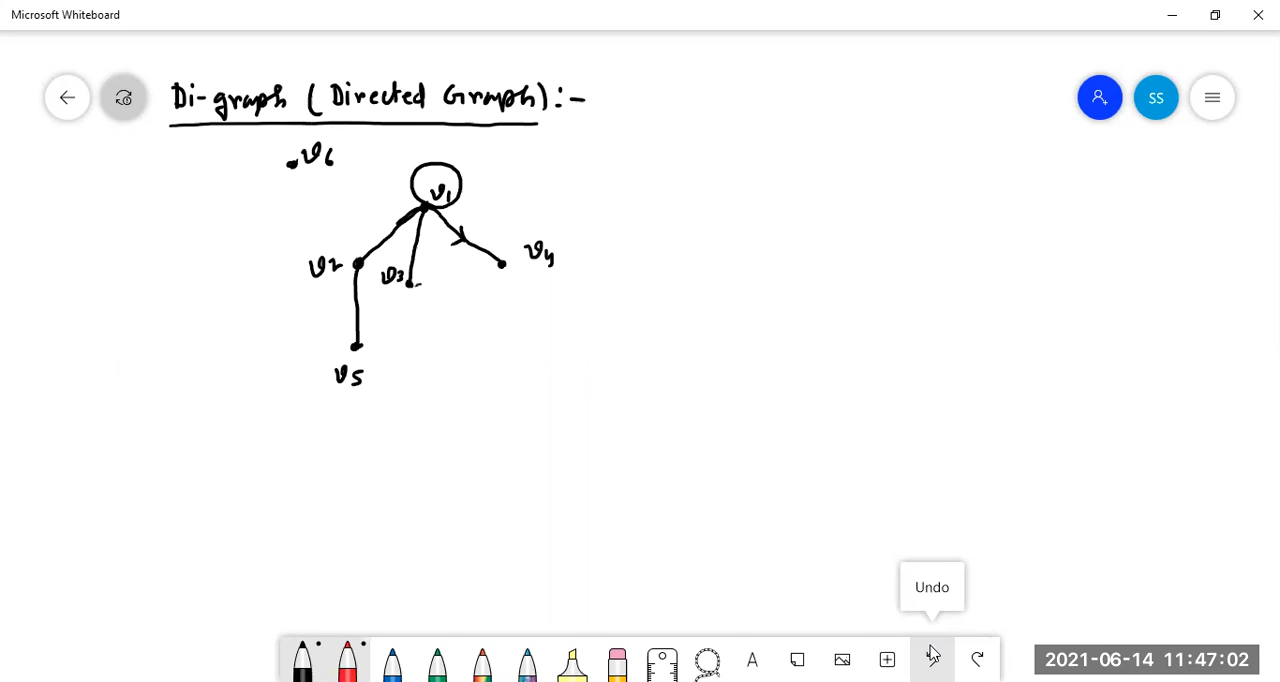 Microsoft Whiteboard
Di-graph (Directed Graph):-
SS
v6
v1
v2
v3
v4
v5
Undo
A
2021-06-14 11:47:02